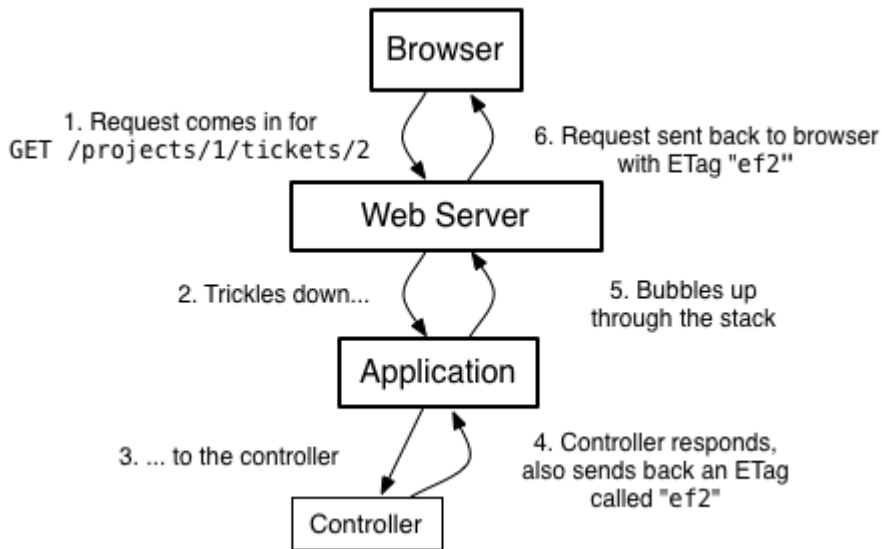 Browser
1. Request comes in for
GET /projects/1/tickets/2
6. Request sent back to browser
with ETag "ef2"
Web Server
2. Trickles down...
5. Bubbles up
through the stack
Application
3. ... to the controller
4. Controller responds,
also sends back an ETag
called "ef2"
Controller